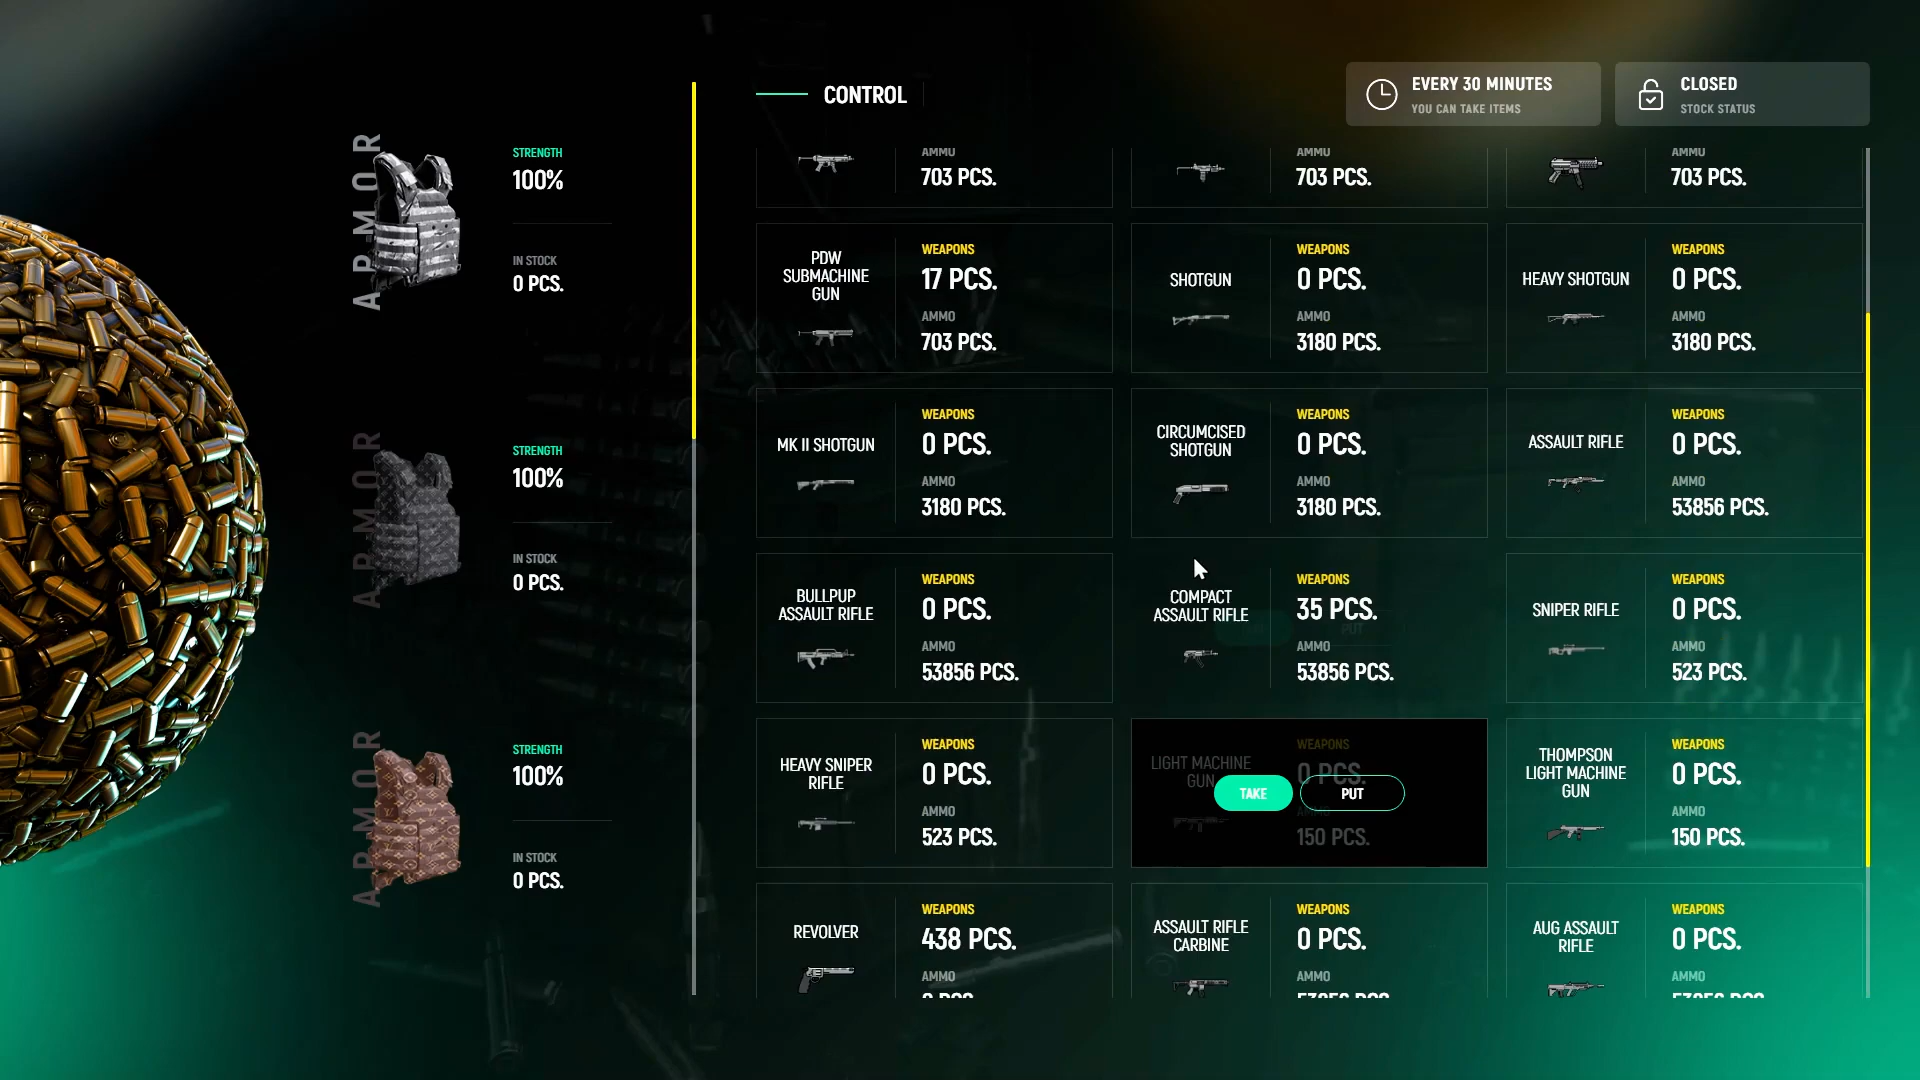 CONTROL
EVERY 30 MINUTES
YOU CAN TAKE ITEMS
CLOSED
STOCK STATUS
ARMOR
STRENGTH
100%
IN STOCK
0 PCS.
ARMOR
STRENGTH
100%
IN STOCK
0 PCS.
ARMOR
STRENGTH
100%
IN STOCK
0 PCS.
AMMO
703 PCS.
AMMO
703 PCS.
AMMO
703 PCS.
PDW
SUBMACHINE
GUN
WEAPONS
17 PCS.
AMMO
703 PCS.
SHOTGUN
WEAPONS
0 PCS.
AMMO
3180 PCS.
HEAVY SHOTGUN
WEAPONS
0 PCS.
AMMO
3180 PCS.
MK II SHOTGUN
WEAPONS
0 PCS.
AMMO
3180 PCS.
CIRCUMCISED
SHOTGUN
WEAPONS
0 PCS.
AMMO
3180 PCS.
ASSAULT RIFLE
WEAPONS
0 PCS.
AMMO
53856 PCS.
BULLPUP
ASSAULT RIFLE
WEAPONS
0 PCS.
AMMO
53856 PCS.
COMPACT
ASSAULT RIFLE
WEAPONS
35 PCS.
AMMO
53856 PCS.
PUT
SNIPER RIFLE
WEAPONS
0 PCS.
AMMO
523 PCS.
HEAVY SNIPER
RIFLE
WEAPONS
0 PCS.
AMMO
523 PCS.
LIGHT MACHINE
GUN
WEAPONS
0 PCS.
TAKE
PUT
AMMO
150 PCS.
THOMPSON
LIGHT MACHINE
GUN
WEAPONS
0 PCS.
AMMO
150 PCS.
REVOLVER
WEAPONS
438 PCS.
AMMO
ASSAULT RIFLE
CARBINE
WEAPONS
0 PCS.
AMMO
AUG ASSAULT
RIFLE
WEAPONS
0 PCS.
AMMO